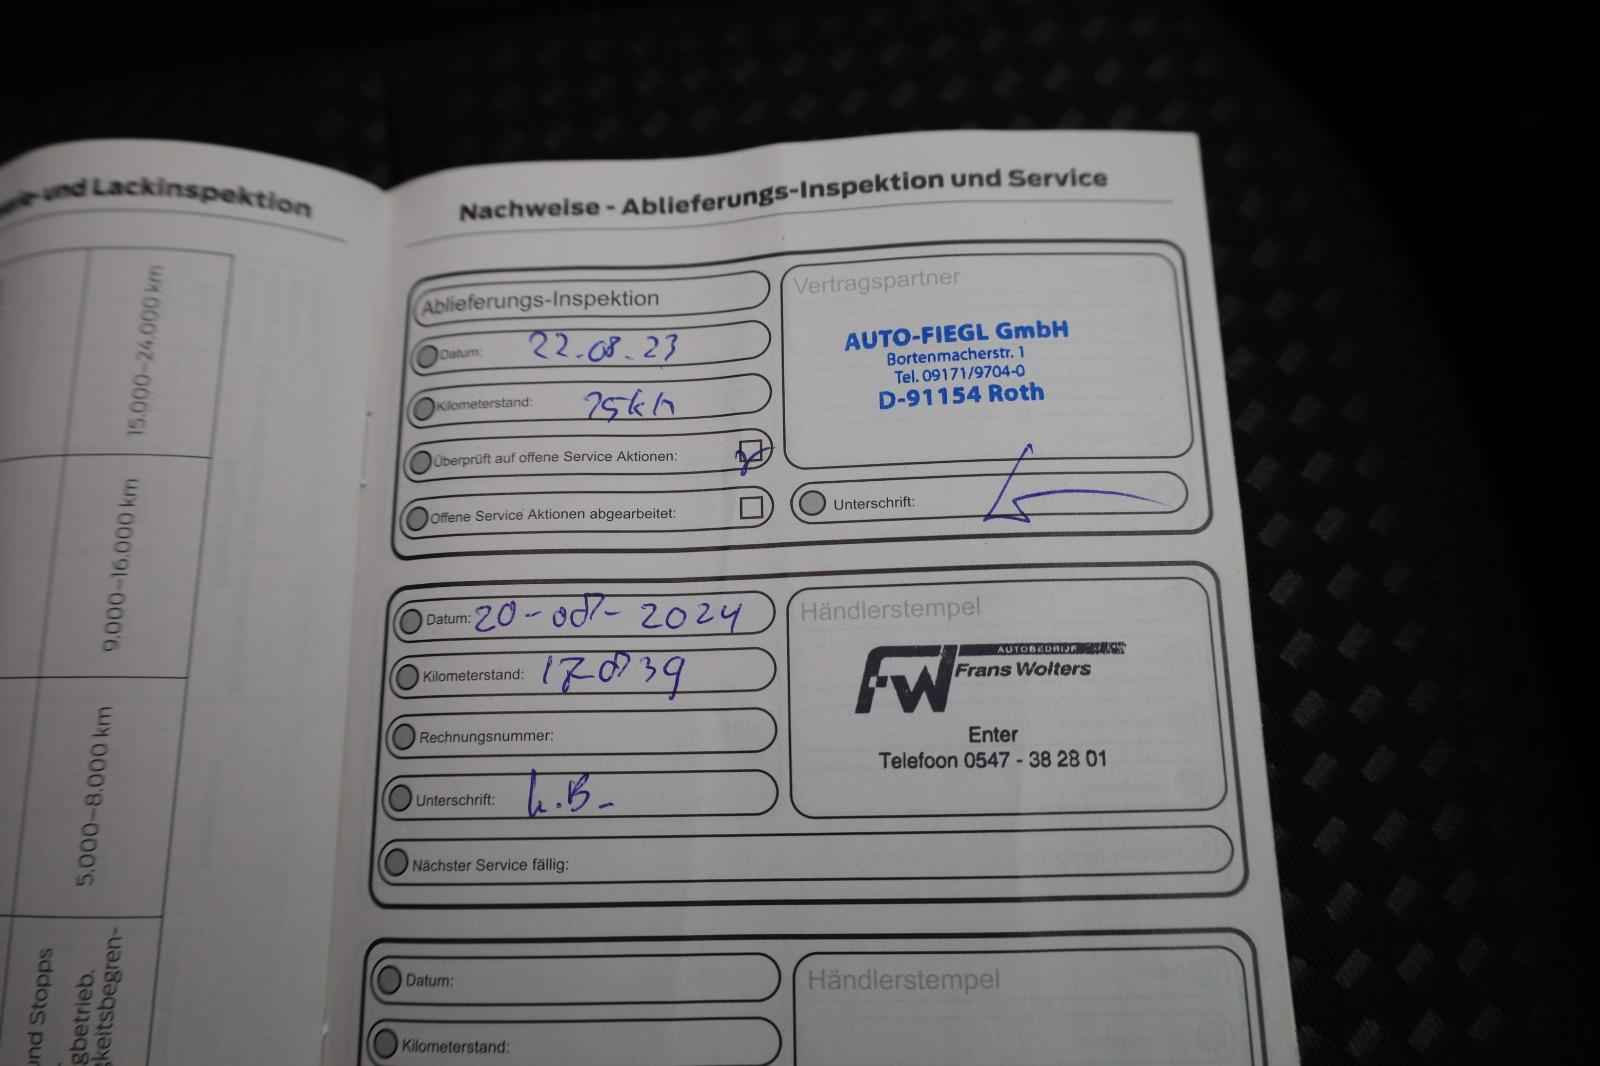 und Lackinspektion
15.000–24.000 km
9.000–16.000 km
5.000–8.000 km
und Stopps
gbetrieb.
keitsbegren-
Nachweise - Ablieferungs-Inspektion und Service
Ablieferungs-Inspektion
Datum: 22.08.23
Kilometerstand: 25km
Überprüft auf offene Service Aktionen:
Offene Service Aktionen abgearbeitet:
Vertragspartner
AUTO-FIEGL GmbH
Bortenmacherstr. 1
Tel. 09171/9704-0
D-91154 Roth
Unterschrift:
Datum: 20-08-2024
Kilometerstand: 17839
Rechnungsnummer:
Unterschrift: h.B.
Händlerstempel
AUTOBEDRIJF
FW Frans Wolters
Enter
Telefoon 0547 - 38 28 01
Nächster Service fällig:
Datum:
Kilometerstand:
Händlerstempel